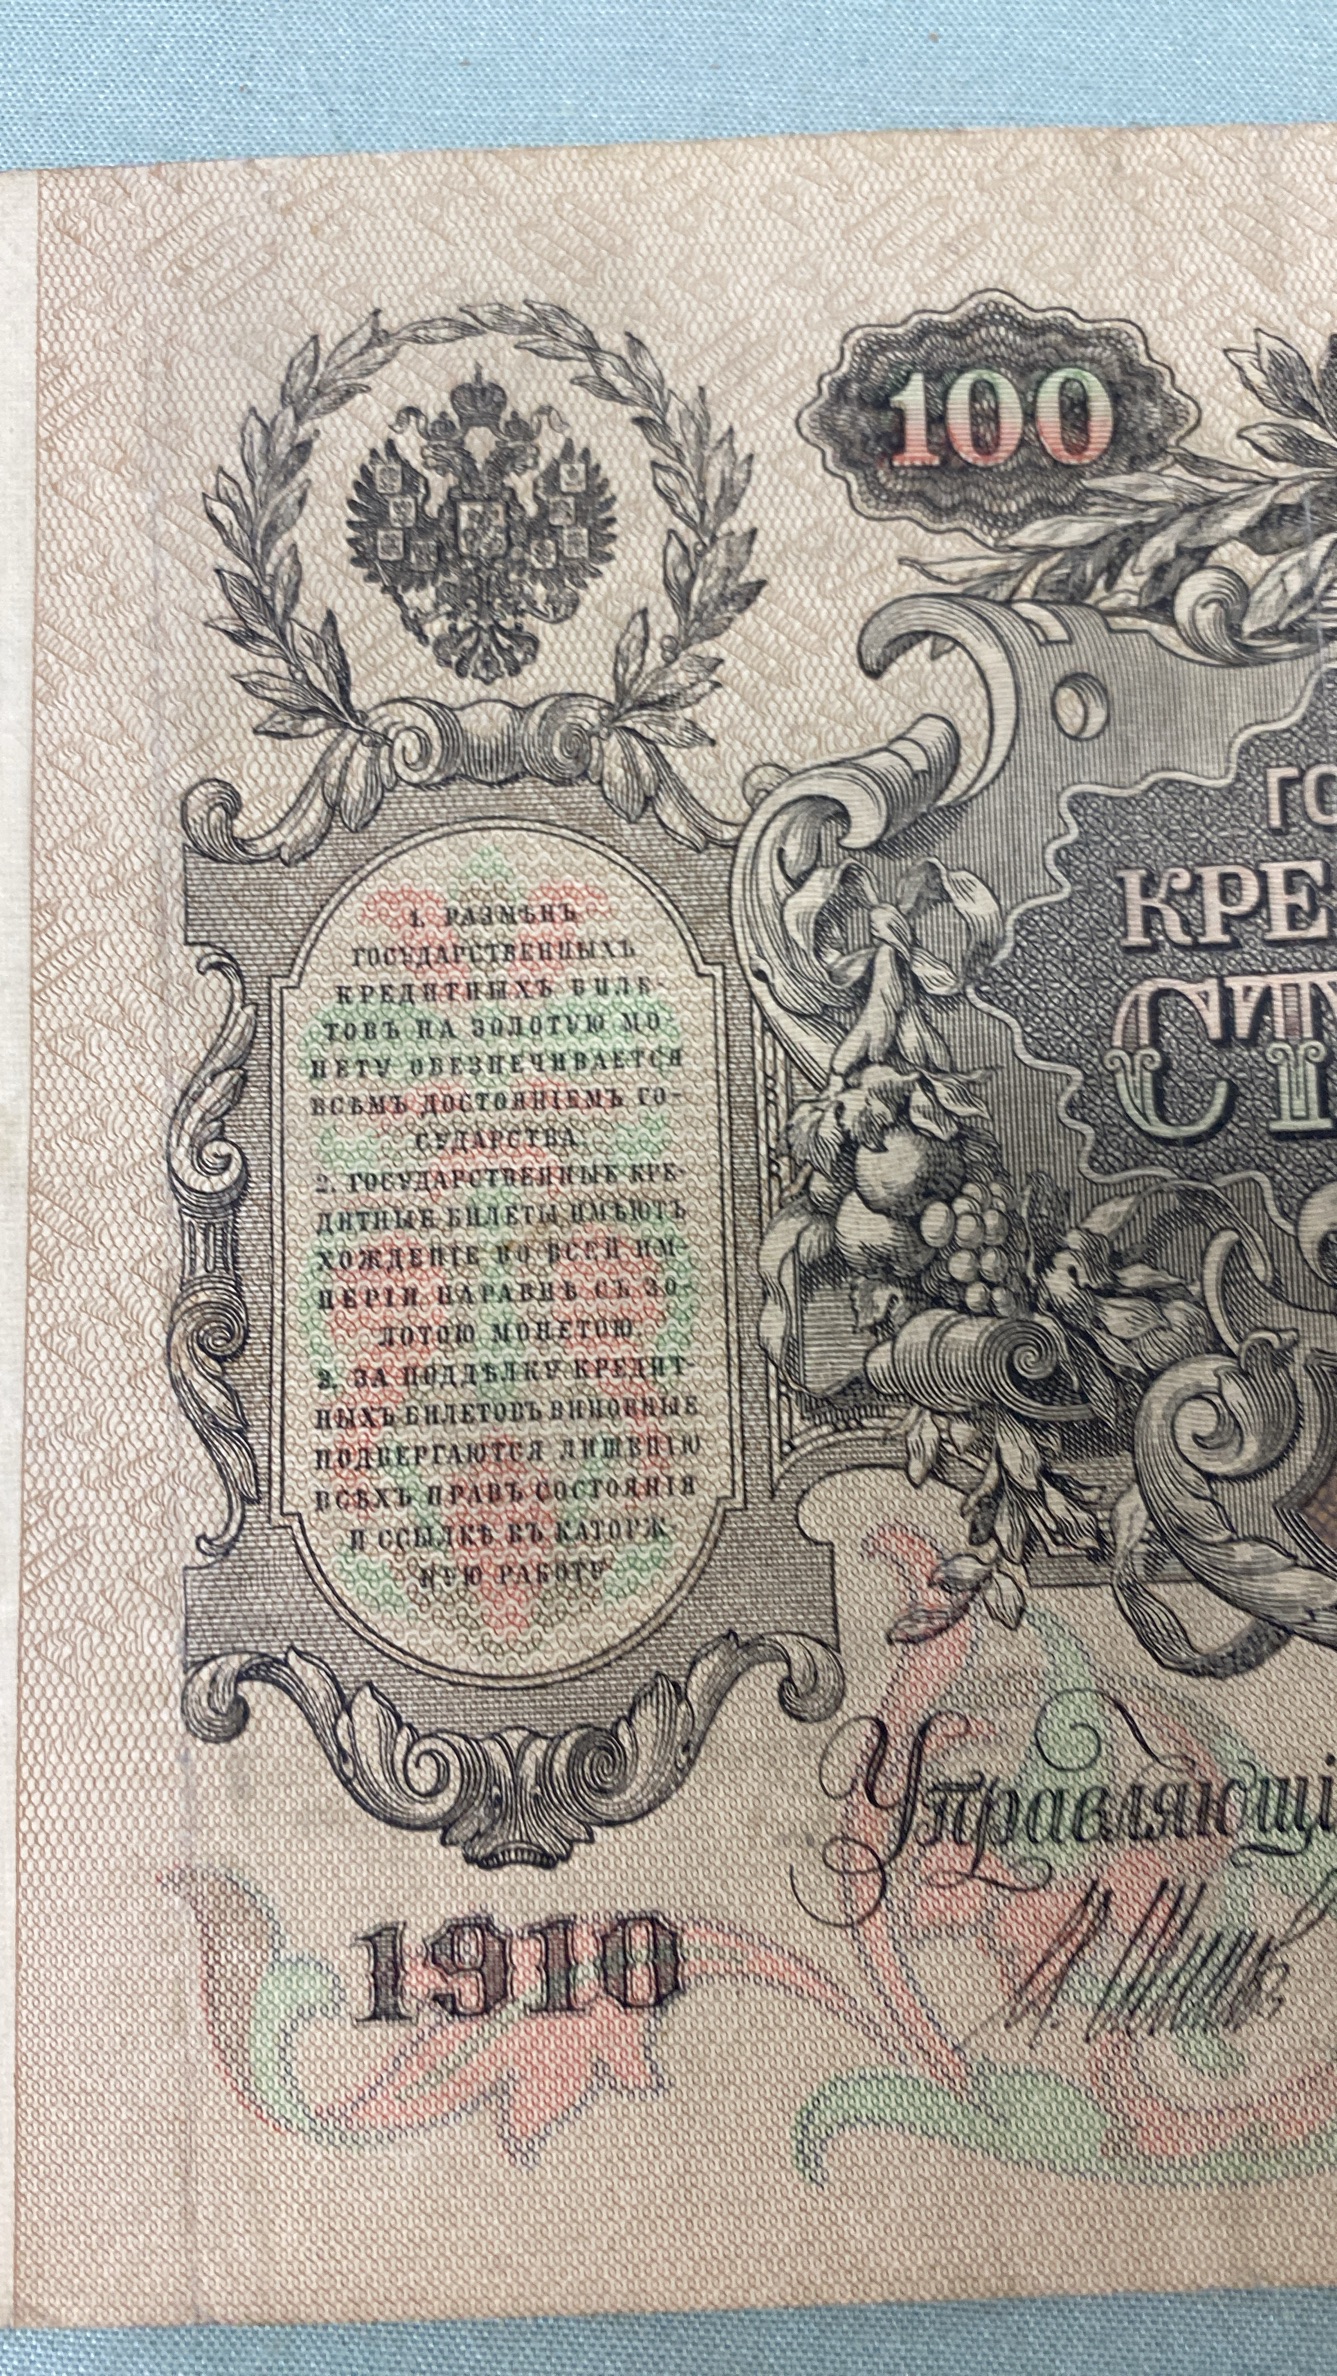 100
ГО
КРЕ
СТ
1. РАЗМѢНЪ
ГОСУДАРСТВЕННЫХЪ
КРЕДИТНЫХЪ БИЛЕ-
ТОВЪ НА ЗОЛОТУЮ МО-
НЕТУ ОБЕЗПЕЧИВАЕТСЯ
ВСѢМЪ ДОСТОЯНІЕМЪ ГО-
СУДАРСТВА.
2. ГОСУДАРСТВЕННЫЕ КРЕ-
ДИТНЫЕ БИЛЕТЫ ИМѢЮТЪ
ХОЖДЕНІЕ ВО ВСЕЙ ИМ-
ПЕРІИ НАРАВНѢ СЪ ЗО-
ЛОТОЮ МОНЕТОЮ.
3. ЗА ПОДДѢЛКУ КРЕДИТ-
НЫХЪ БИЛЕТОВЪ ВИНОВНЫЕ
ПОДВЕРГАЮТСЯ ЛИШЕНІЮ
ВСѢХЪ ПРАВЪ СОСТОЯНІЯ
И ССЫЛКѢ ВЪ КАТОРЖ-
НУЮ РАБОТУ
Управляющі
1910